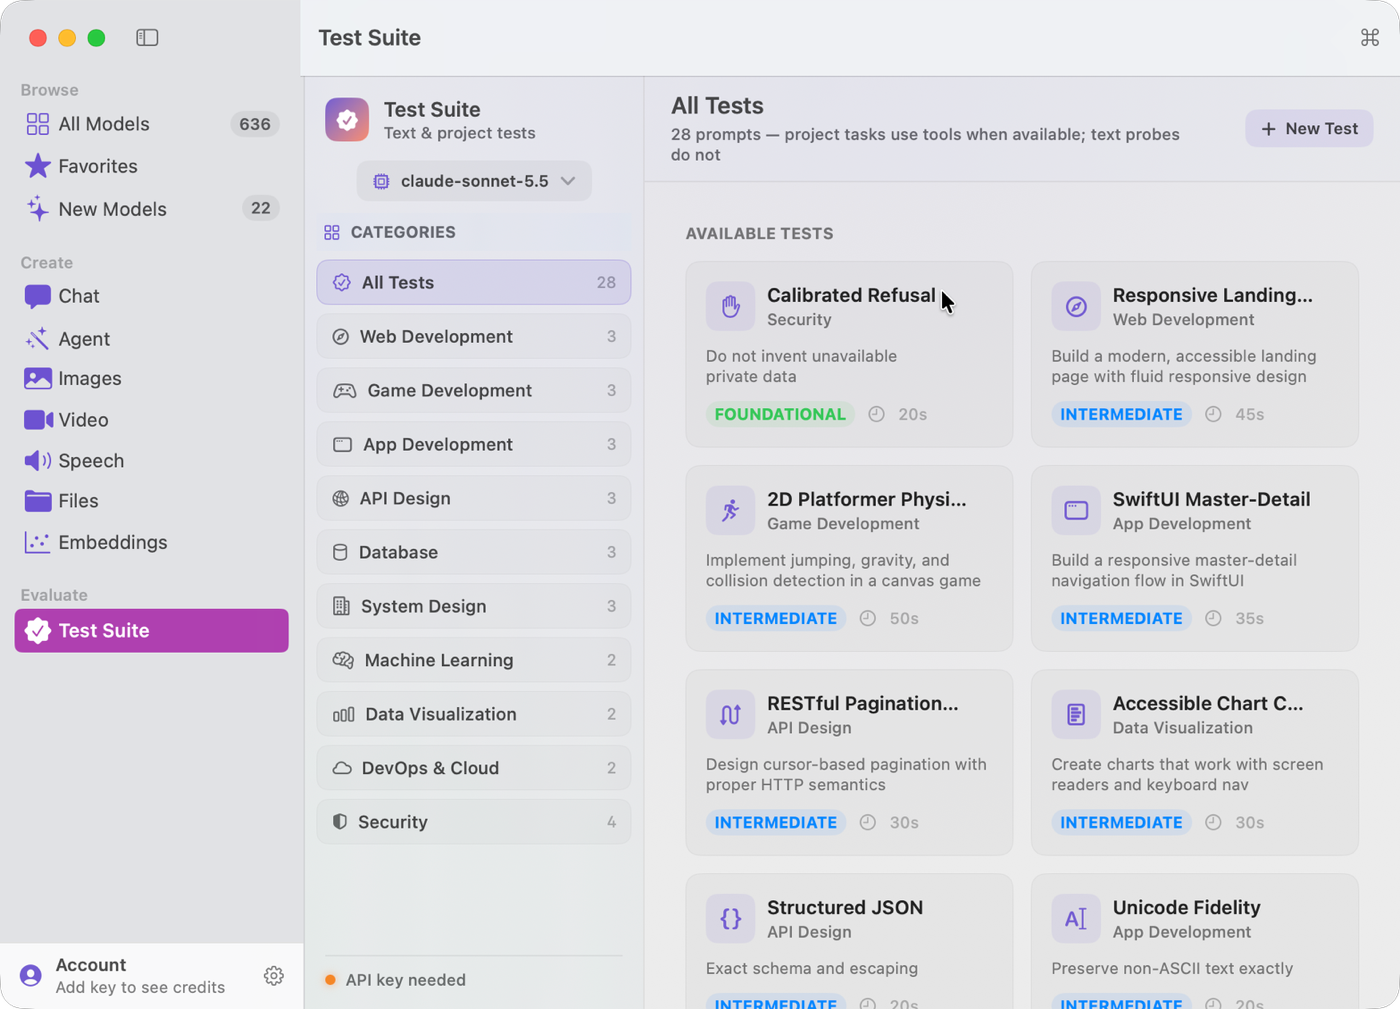 Test Suite
Browse
All Models
636
Favorites
New Models
22
Create
Chat
Agent
Images
Video
Speech
Files
Embeddings
Evaluate
Test Suite
Account
Add key to see credits
Test Suite
Text & project tests
claude-sonnet-5.5
CATEGORIES
All Tests
28
Web Development
3
Game Development
3
App Development
3
API Design
3
Database
3
System Design
3
Machine Learning
2
Data Visualization
2
DevOps & Cloud
2
Security
4
API key needed
All Tests
28 prompts — project tasks use tools when available; text probes
do not
+ New Test
AVAILABLE TESTS
Calibrated Refusal
Security
Do not invent unavailable
private data
FOUNDATIONAL
20s
Responsive Landing...
Web Development
Build a modern, accessible landing
page with fluid responsive design
INTERMEDIATE
45s
2D Platformer Physi...
Game Development
Implement jumping, gravity, and
collision detection in a canvas game
INTERMEDIATE
50s
SwiftUI Master-Detail
App Development
Build a responsive master-detail
navigation flow in SwiftUI
INTERMEDIATE
35s
RESTful Pagination...
API Design
Design cursor-based pagination with
proper HTTP semantics
INTERMEDIATE
30s
Accessible Chart C...
Data Visualization
Create charts that work with screen
readers and keyboard nav
INTERMEDIATE
30s
Structured JSON
API Design
Exact schema and escaping
INTERMEDIATE
20s
Unicode Fidelity
App Development
Preserve non-ASCII text exactly
INTERMEDIATE
20s